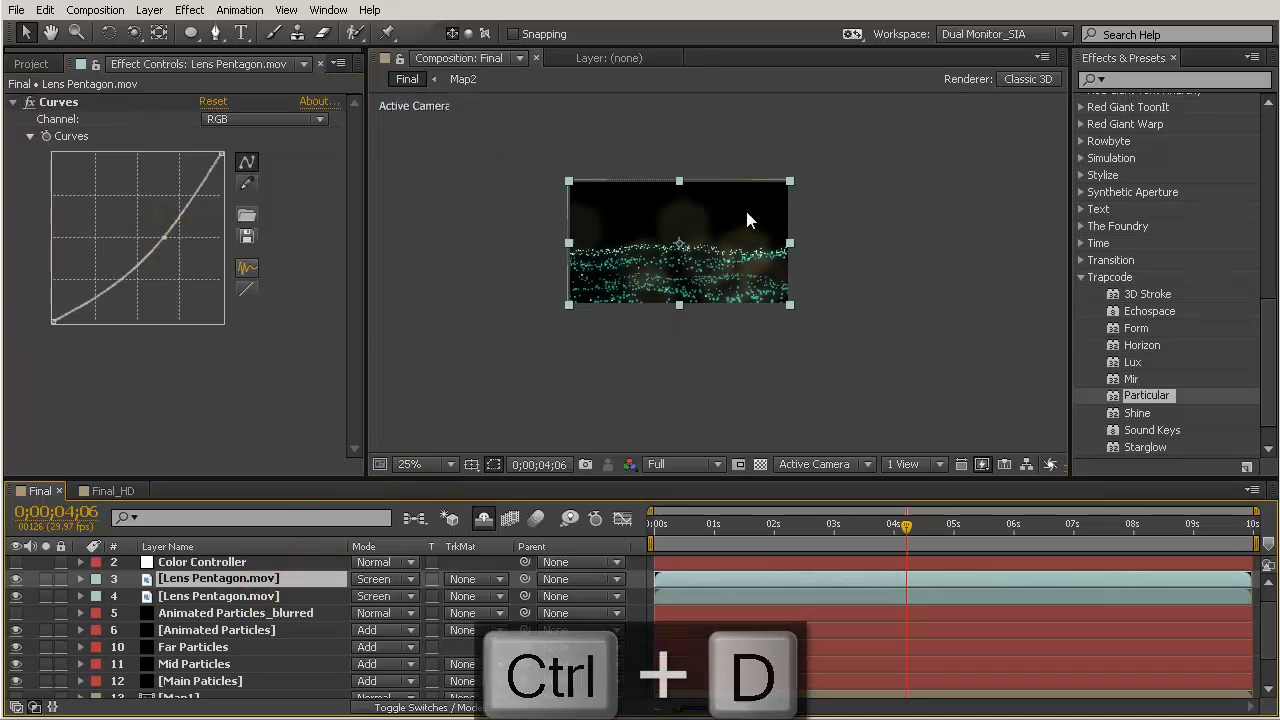 File Edit Composition Layer Effect Animation View Window Help
Snapping
Workspace: Dual Monitor_SIA
Search Help
Project
Effect Controls: Lens Pentagon.mov
Composition: Final
Layer: (none)
Effects & Presets
Final • Lens Pentagon.mov
Final
Map2
Renderer: Classic 3D
fx Curves
Reset
About...
Channel:
RGB
Curves
Active Camera
Red Giant ToonIt
Red Giant Warp
Rowbyte
Simulation
Stylize
Synthetic Aperture
Text
The Foundry
Time
Transition
Trapcode
3D Stroke
Echospace
Form
Horizon
Lux
Mir
Particular
Shine
Sound Keys
Starglow
25%
0;00;04;06
Full
Active Camera
1 View
Final
Final_HD
0;00;04;06
00126 (29.97 fps)
:00s 01s 02s 03s 04s 05s 06s 07s 08s 09s 10s
# Layer Name Mode T TrkMat Parent
2 Color Controller Normal None
3 [Lens Pentagon.mov] Screen None None
4 [Lens Pentagon.mov] Screen None None
5 Animated Particles_blurred Normal None None
6 [Animated Particles] Add None None
10 Far Particles Add None
11 Mid Particles Add None None
12 [Main Paticles] Add None None
13 [Map1]
Toggle Switches / Mode
Ctrl + D